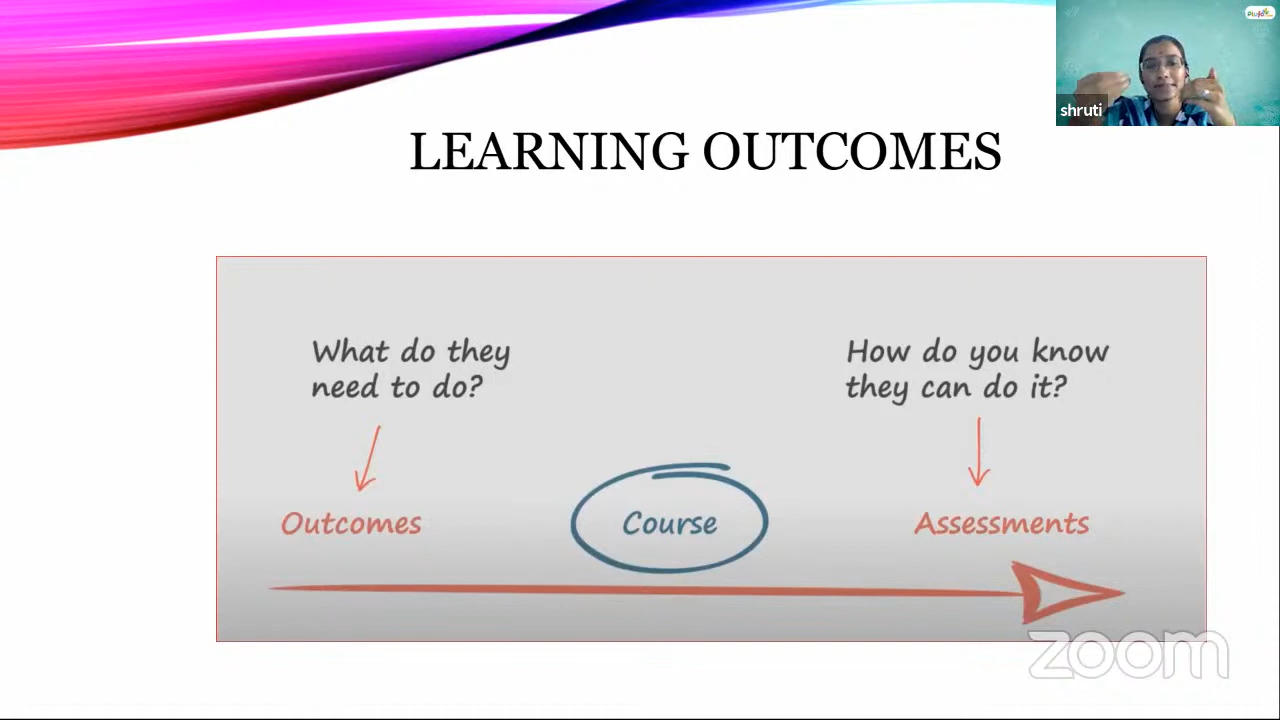 shruti
LEARNING OUTCOMES
What do they
need to do?
How do you know
they can do it?
Outcomes
Course
Assessments
zoom